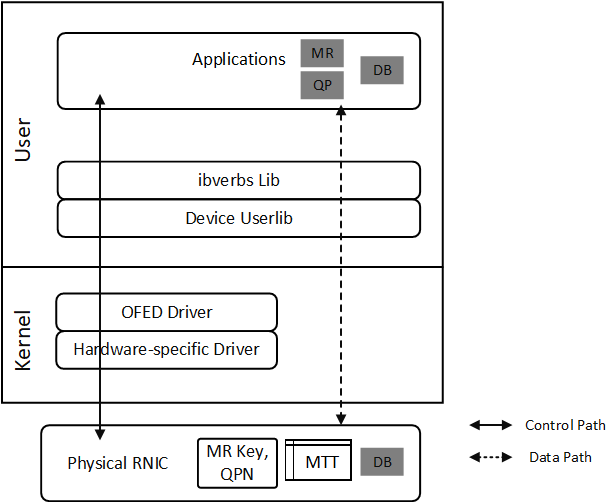 User
Applications
MR
QP
DB
ibverbs Lib
Device Userlib
Kernel
OFED Driver
Hardware-specific Driver
Physical RNIC
MR Key,
QPN
MTT
DB
Control Path
Data Path